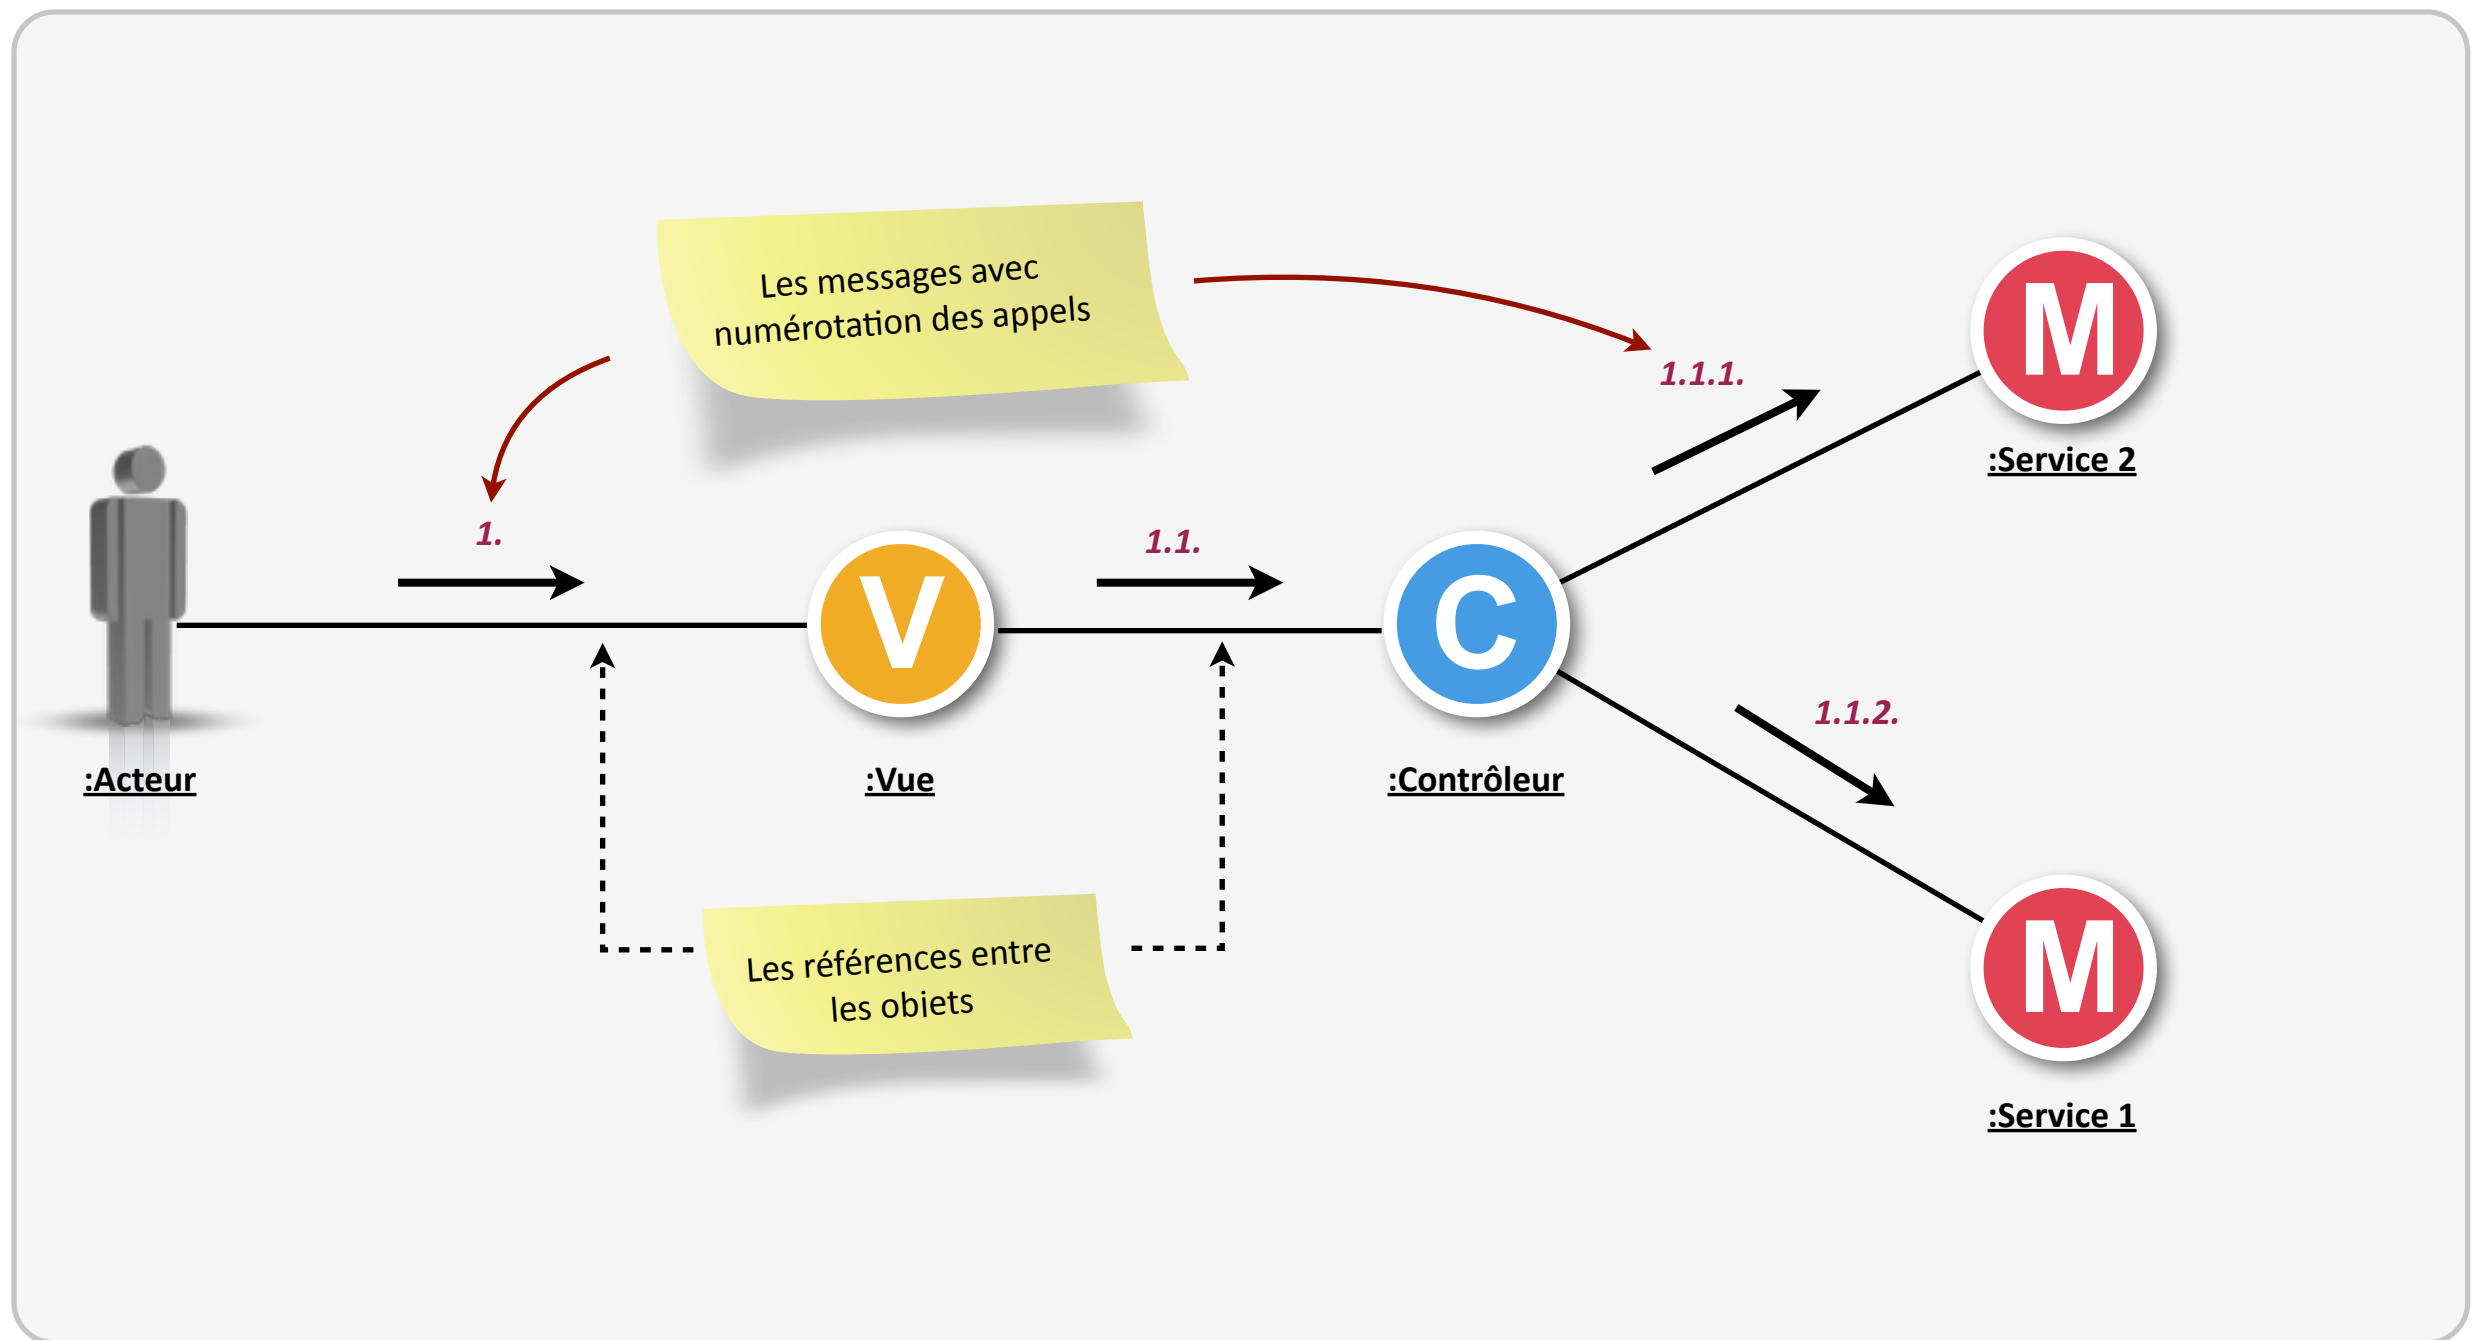 Les messages avec
numérotation des appels
1.1.1.
M
:Service 2
1.
1.1.
V
C
1.1.2.
:Acteur
:Vue
:Contrôleur
Les références entre
les objets
M
:Service 1